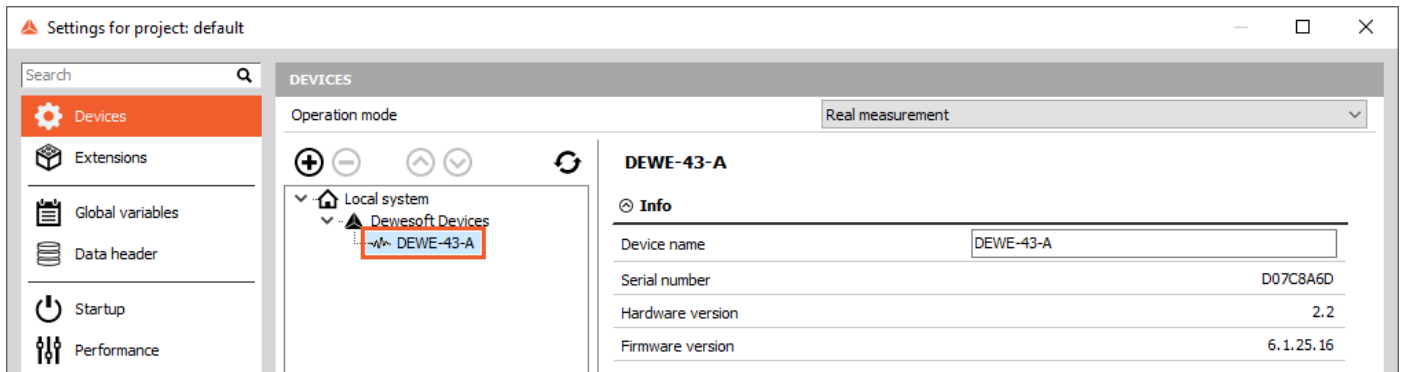 Settings for project: default
Search
Devices
Extensions
Global variables
Data header
Startup
Performance
DEVICES
Operation mode Real measurement
Local system
Dewesoft Devices
DEWE-43-A
DEWE-43-A
Info
Device name DEWE-43-A
Serial number D07C8A6D
Hardware version 2.2
Firmware version 6.1.25.16